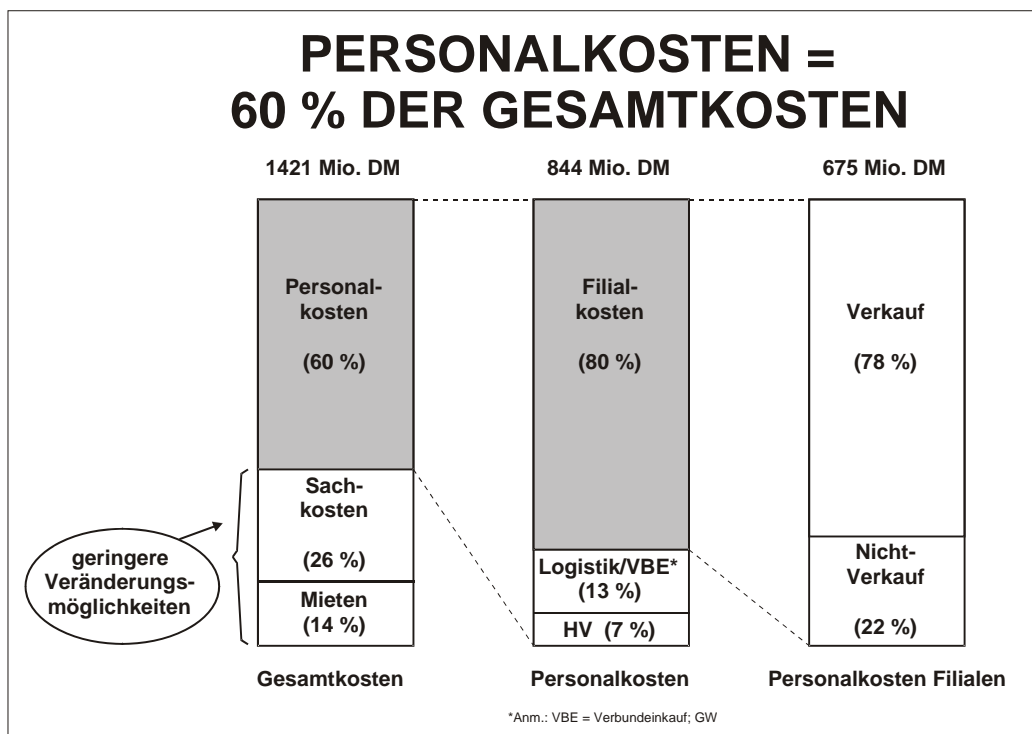 PERSONALKOSTEN =
60 % DER GESAMTKOSTEN
1421 Mio. DM
844 Mio. DM
675 Mio. DM
Personal-
kosten
(60 %)
Filial-
kosten
(80 %)
Verkauf
(78 %)
Sach-
kosten
(26 %)
Mieten
(14 %)
geringere
Veränderungs-
möglichkeiten
Logistik/VBE*
(13 %)
HV (7 %)
Nicht-
Verkauf
(22 %)
Gesamtkosten
Personalkosten
Personalkosten Filialen
*Anm.: VBE = Verbundeinkauf; GW